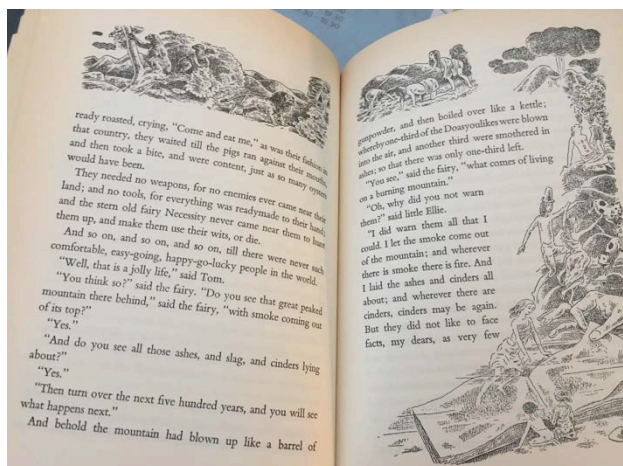 ready roasted, crying, "Come and eat me," as was their fashion in
that country, they waited till the pigs ran against their mouths,
and then took a bite, and were content, just as so many oysters
would have been.
They needed no weapons, for no enemies ever came near their
land; and no tools, for everything was readymade to their hand;
and the stern old fairy Necessity never came near them to hunt
them up, and make them use their wits, or die.
And so on, and so on, and so on, till there were never such
comfortable, easy-going, happy-go-lucky people in the world.
"Well, that is a jolly life," said Tom.
"You think so?" said the fairy. "Do you see that great peaked
mountain there behind," said the fairy, "with smoke coming out
of its top?"
"Yes."
"And do you see all those ashes, and slag, and cinders lying
about?"
"Yes."
"Then turn over the next five hundred years, and you will see
what happens next."
And behold the mountain had blown up like a barrel of
gunpowder, and then boiled over like a kettle;
whereby one-third of the Doasyoulikes were blown
into the air, and another third were smothered in
ashes; so that there was only one-third left.
"You see," said the fairy, "what comes of living
on a burning mountain."
"Oh, why did you not warn
them?" said little Ellie.
"I did warn them all that I
could. I let the smoke come out
of the mountain; and wherever
there is smoke there is fire. And
I laid the ashes and cinders all
about; and wherever there are
cinders, cinders may be again.
But they did not like to face
facts, my dears, as very few